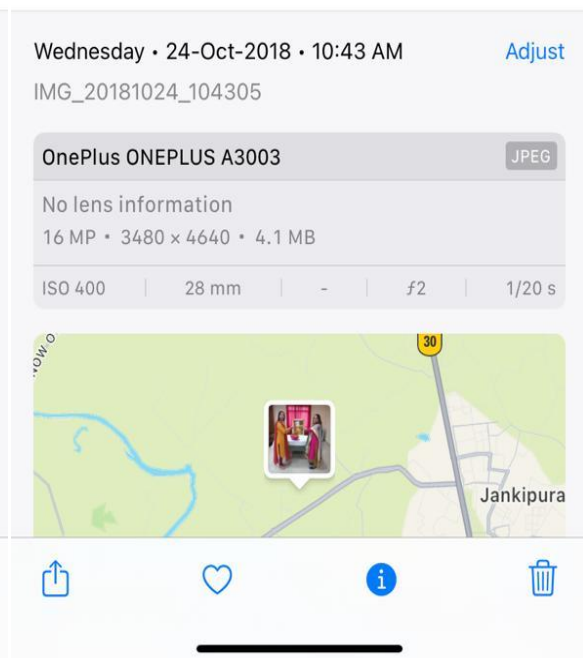 Wednesday • 24-Oct-2018 • 10:43 AM Adjust
IMG_20181024_104305
OnePlus ONEPLUS A3003 JPEG
No lens information
16 MP • 3480 × 4640 • 4.1 MB
ISO 400 28 mm - ƒ2 1/20 s
30
Jankipura